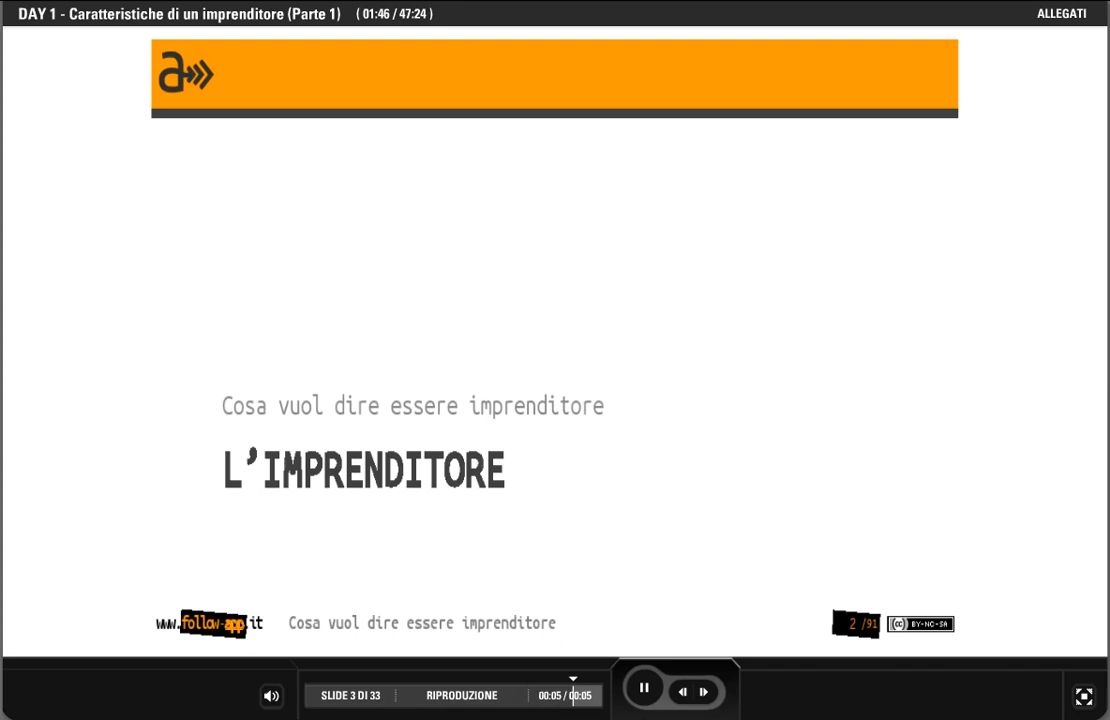 DAY 1 - Caratteristiche di un imprenditore (Parte 1) ( 01:46 / 47:24 ) ALLEGATI
a
Cosa vuol dire essere imprenditore
L’IMPRENDITORE
www.follow-app.it Cosa vuol dire essere imprenditore 2 /91 (cc) BY-NC-SA
SLIDE 3 DI 33 RIPRODUZIONE 00:05 / 00:05